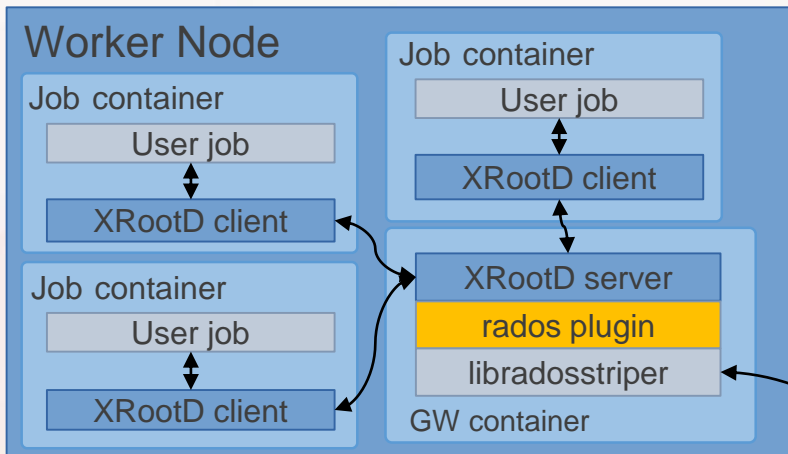 Worker Node
Job container
User job
XRootD client
Job container
User job
XRootD client
Job container
User job
XRootD client
XRootD server
rados plugin
libradosstriper
GW container